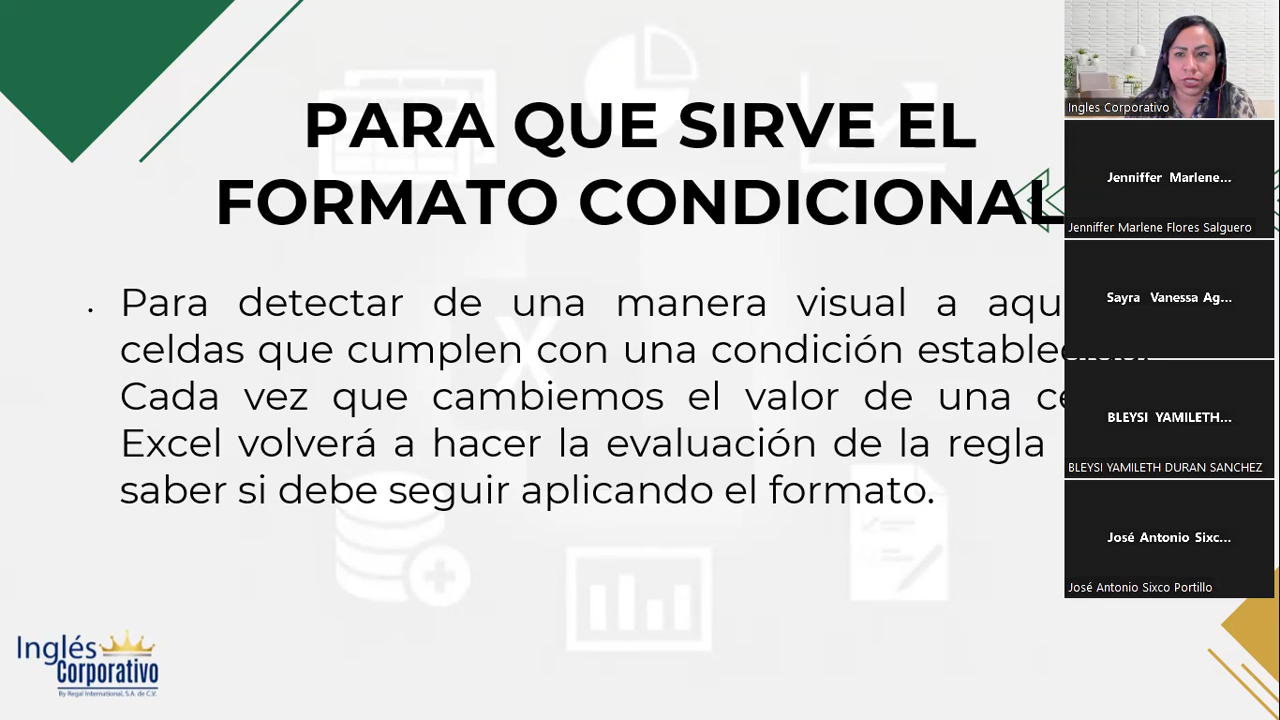 PARA QUE SIRVE EL
FORMATO CONDICIONAL
. Para detectar de una manera visual a aqu
celdas que cumplen con una condición
Cada vez que cambiemos el valor de una
Excel volverá a hacer la evaluación de la regla
saber si debe seguir aplicando el formato.
Ingles Corporativo
Jenniffer Marlene...
Jenniffer Marlene Flores Salguero
Sayra Vanessa Ag...
BLEYSI YAMILETH...
BLEYSI YAMILETH DURAN SANCHEZ
José Antonio Sixc...
José Antonio Sixco Portillo
Inglés
Corporativo
By Regal International, S.A. de C.V.